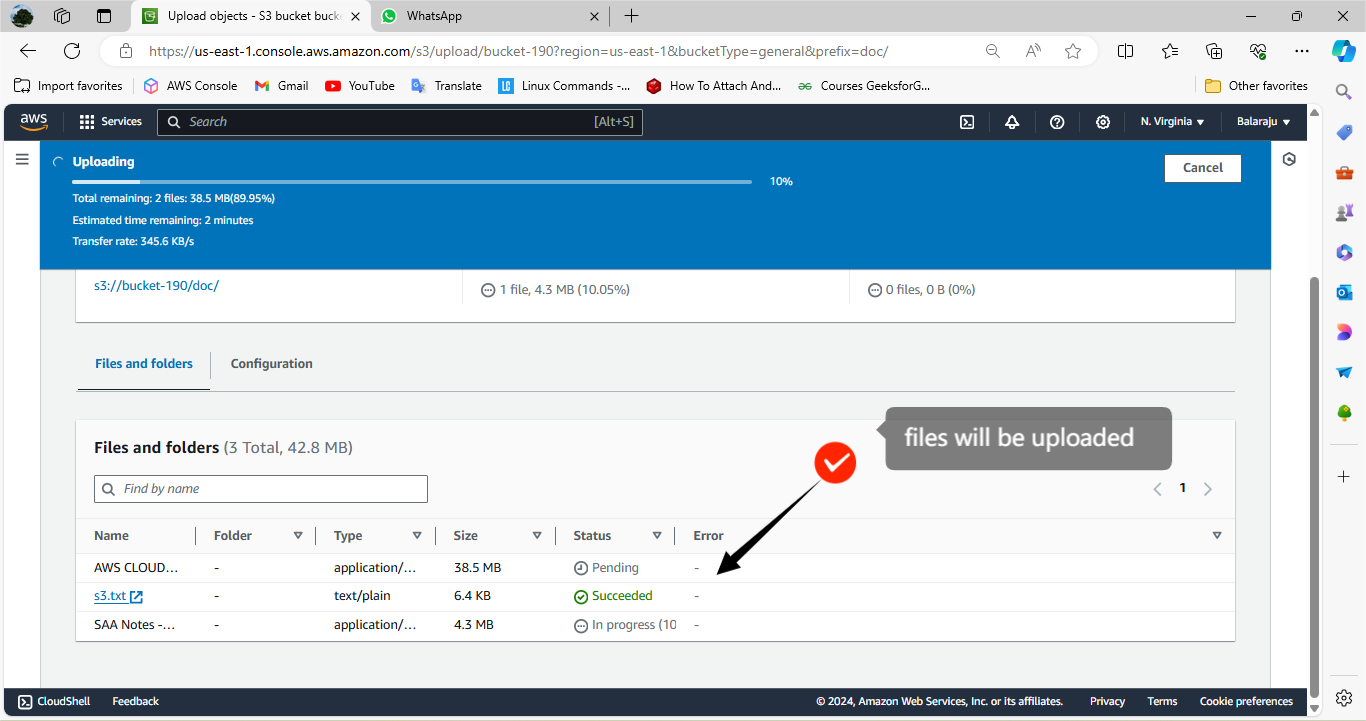 Upload objects - S3 bucket bucke
WhatsApp
https://us-east-1.console.aws.amazon.com/s3/upload/bucket-190?region=us-east-1&bucketType=general&prefix=doc/
Import favorites
AWS Console
Gmail
YouTube
Translate
Linux Commands -...
How To Attach And...
Courses GeeksforG...
Other favorites
aws
Services
Search
[Alt+S]
N. Virginia
Balaraju
Uploading
Cancel
10%
Total remaining: 2 files: 38.5 MB(89.95%)
Estimated time remaining: 2 minutes
Transfer rate: 345.6 KB/s
s3://bucket-190/doc/
1 file, 4.3 MB (10.05%)
0 files, 0 B (0%)
Files and folders
Configuration
files will be uploaded
Files and folders (3 Total, 42.8 MB)
Find by name
1
Name Folder Type Size Status Error
AWS CLOUD... - application/... 38.5 MB Pending -
s3.txt - text/plain 6.4 KB Succeeded -
SAA Notes -... - application/... 4.3 MB In progress (10 -
CloudShell
Feedback
© 2024, Amazon Web Services, Inc. or its affiliates.
Privacy
Terms
Cookie preferences